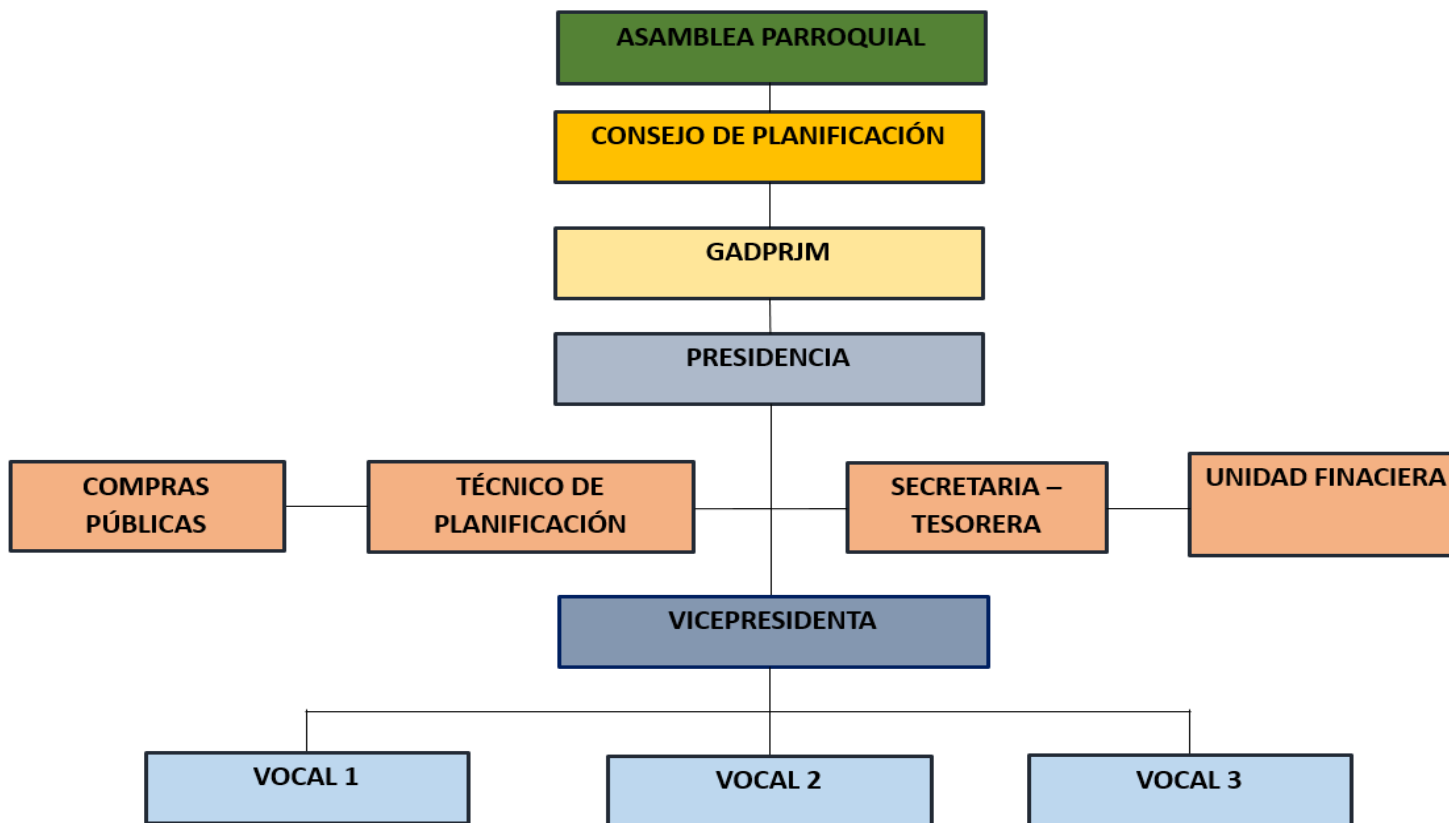 ASAMBLEA PARROQUIAL
CONSEJO DE PLANIFICACIÓN
GADPRJM
PRESIDENCIA
COMPRAS
PÚBLICAS
TÉCNICO DE
PLANIFICACIÓN
SECRETARIA –
TESORERA
UNIDAD FINACIERA
VICEPRESIDENTA
VOCAL 1
VOCAL 2
VOCAL 3